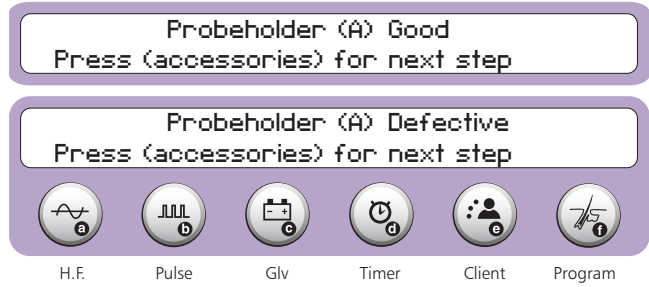 Probeholder (A) Good
Press (accessories) for next step
Probeholder (A) Defective
Press (accessories) for next step
- +
a b c d e f
H.F. Pulse Glv Timer Client Program